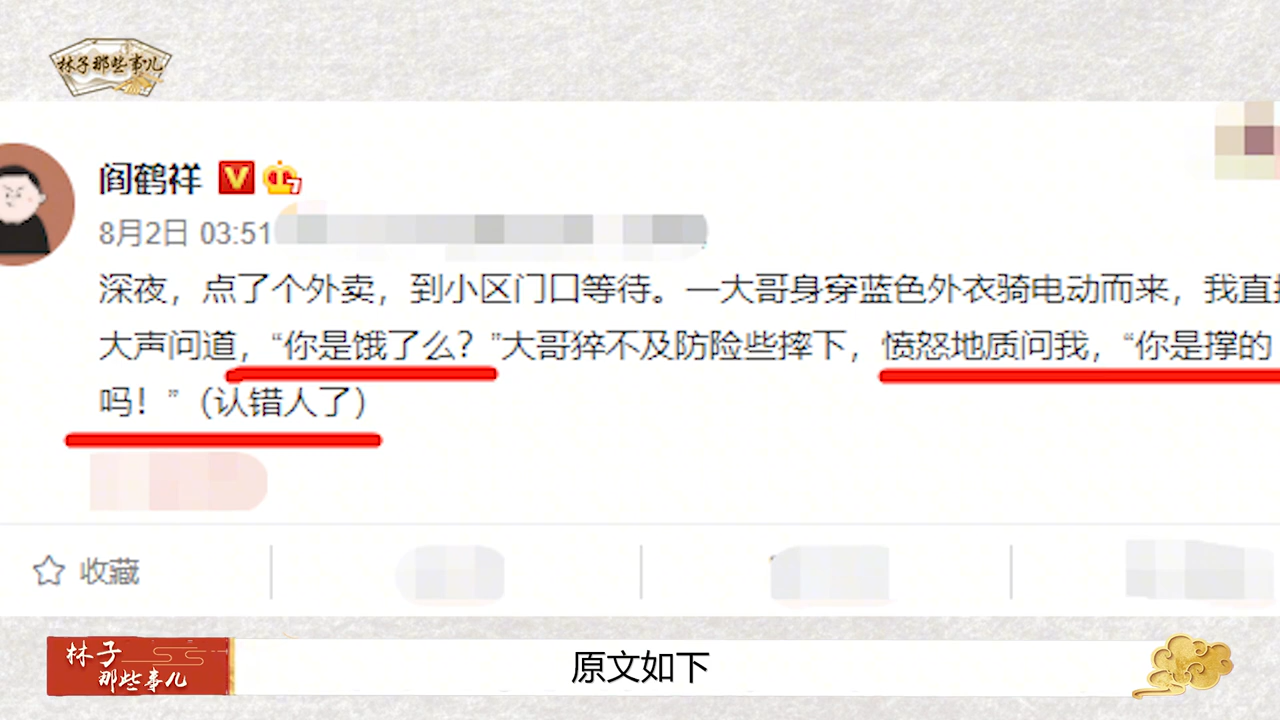 林子那些事儿
阎鹤祥
8月2日 03:51
深夜，点了个外卖，到小区门口等待。一大哥身穿蓝色外衣骑电动而来，我直接
大声问道，“你是饿了么？”大哥猝不及防险些摔下，愤怒地质问我，“你是撑的
吗！”（认错人了）
收藏
林子
那些事儿
原文如下